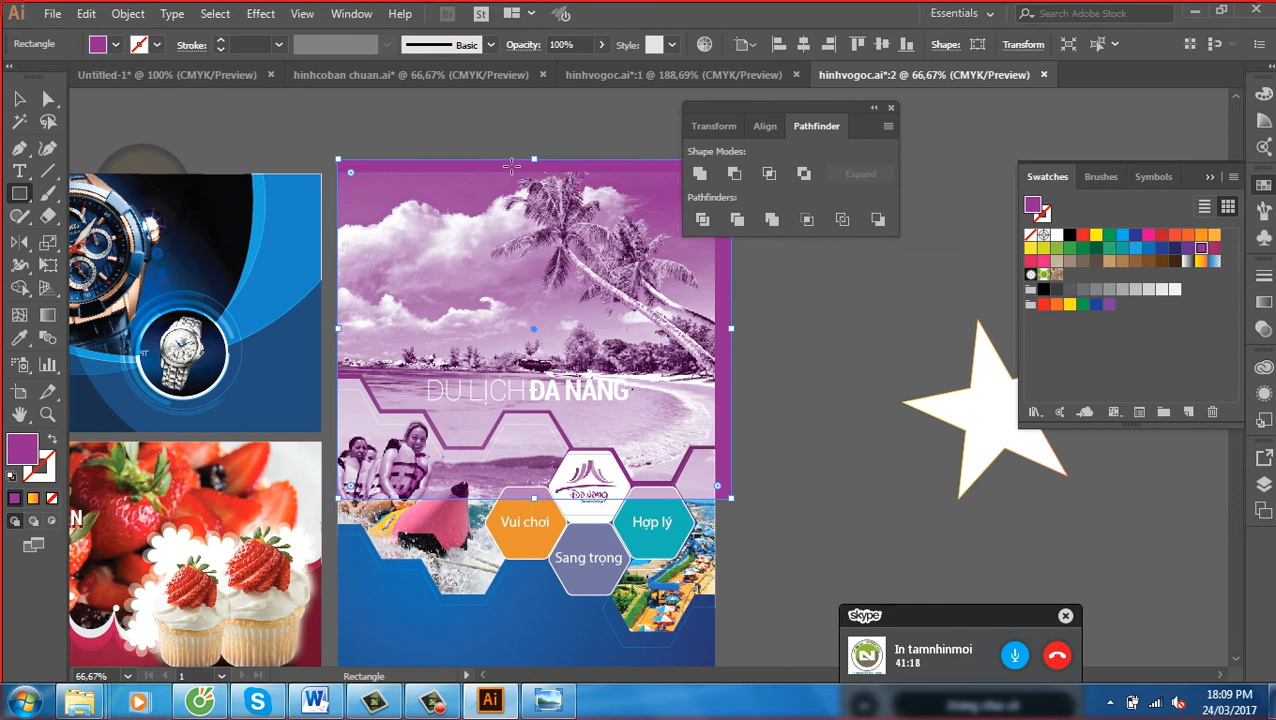 Ai File Edit Object Type Select Effect View Window Help Br St Essentials Search Adobe Stock
Rectangle Stroke: Basic Opacity: 100% Style: Shape: Transform
Untitled-1* @ 100% (CMYK/Preview) × hinhcoban chuan.ai* @ 66,67% (CMYK/Preview) × hinhvogoc.ai*:1 @ 188,69% (CMYK/Preview) × hinhvogoc.ai*:2 @ 66,67% (CMYK/Preview) ×
Transform Align Pathfinder
Shape Modes:
Expand
Pathfinders:
Swatches Brushes Symbols
DU LỊCH ĐÀ NẴNG
N
Vui chơi
Hợp lý
Sang trọng
skype
In tamnhinmoi
41:18
66,67% 1 Rectangle
W Ai
18:09 PM
24/03/2017